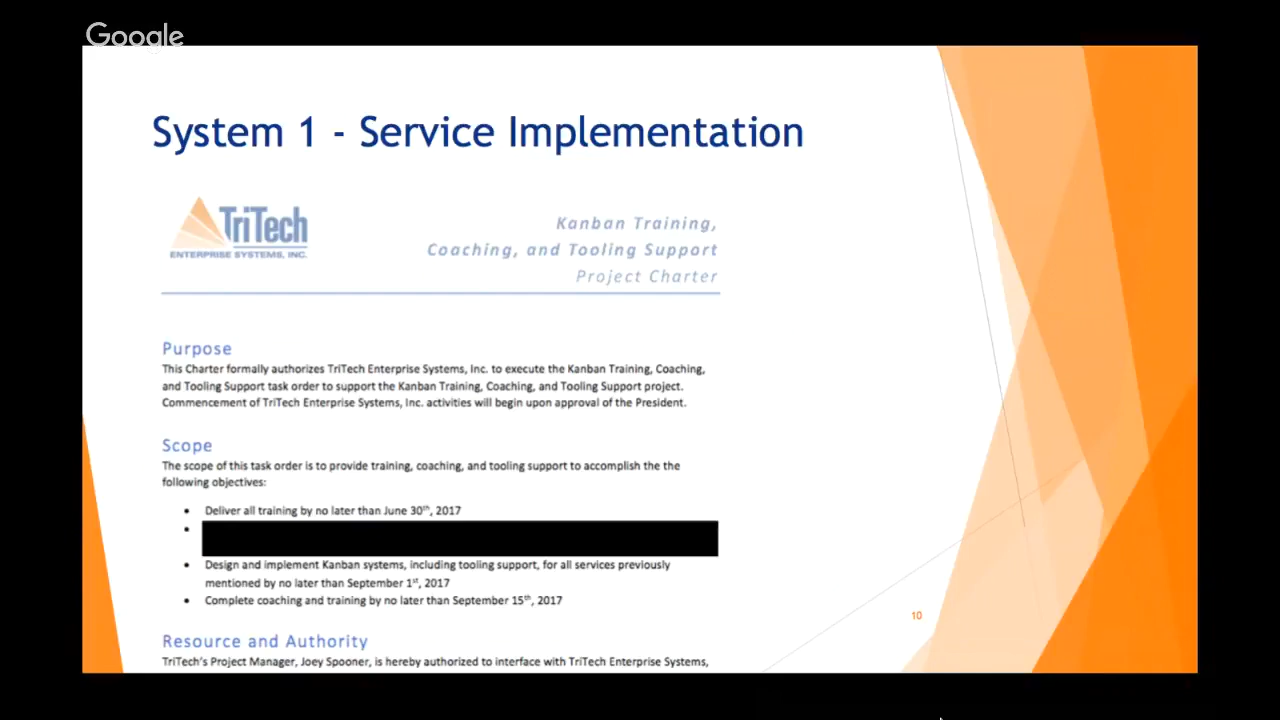 Google
System 1 - Service Implementation
TriTech
ENTERPRISE SYSTEMS, INC.
Kanban Training,
Coaching, and Tooling Support
Project Charter
Purpose
This Charter formally authorizes TriTech Enterprise Systems, Inc. to execute the Kanban Training, Coaching,
and Tooling Support task order to support the Kanban Training, Coaching, and Tooling Support project.
Commencement of TriTech Enterprise Systems, Inc. activities will begin upon approval of the President.
Scope
The scope of this task order is to provide training, coaching, and tooling support to accomplish the the
following objectives:
• Deliver all training by no later than June 30th, 2017
•
• Design and implement Kanban systems, including tooling support, for all services previously
mentioned by no later than September 1st, 2017
• Complete coaching and training by no later than September 15th, 2017
10
Resource and Authority
TriTech's Project Manager, Joey Spooner, is hereby authorized to interface with TriTech Enterprise Systems,